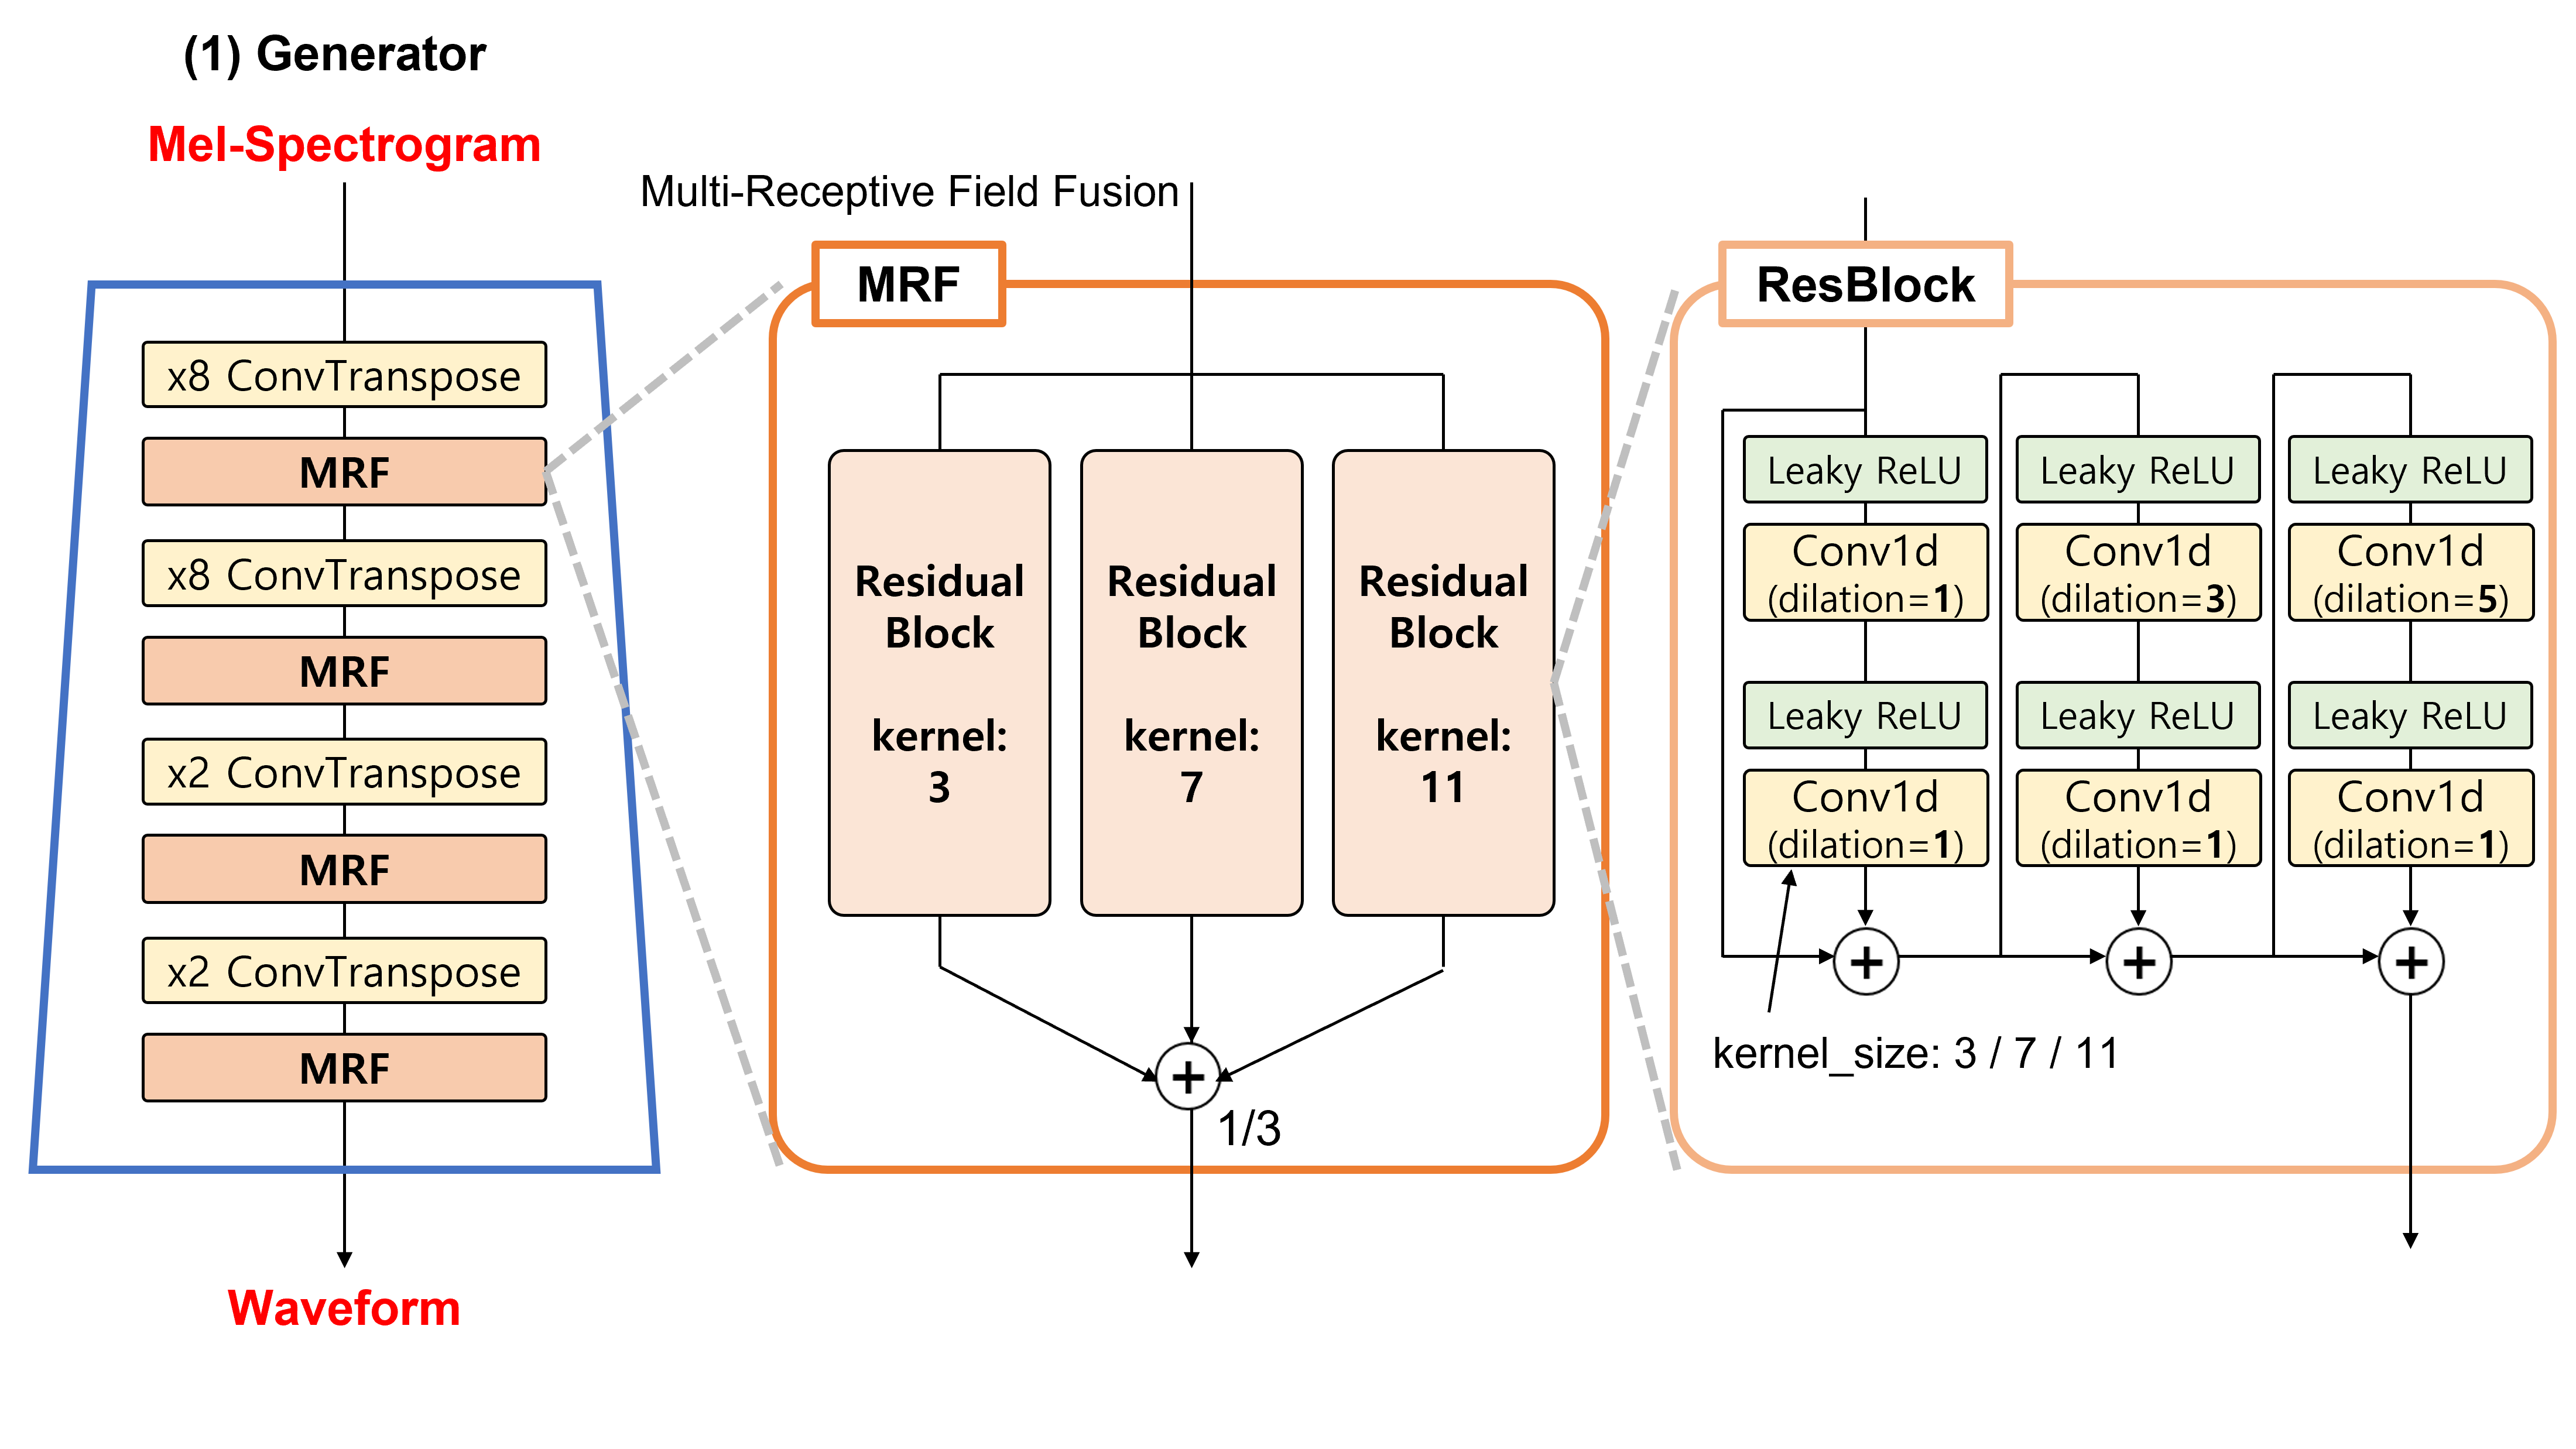 (1) Generator
Mel-Spectrogram
x8 ConvTranspose
MRF
x8 ConvTranspose
MRF
x2 ConvTranspose
MRF
x2 ConvTranspose
MRF
Waveform
Multi-Receptive Field Fusion
MRF
Residual
Block
kernel:
3
Residual
Block
kernel:
7
Residual
Block
kernel:
11
+
1/3
ResBlock
Leaky ReLU
Conv1d
(dilation=1)
Leaky ReLU
Conv1d
(dilation=1)
+
Leaky ReLU
Conv1d
(dilation=3)
Leaky ReLU
Conv1d
(dilation=1)
+
Leaky ReLU
Conv1d
(dilation=5)
Leaky ReLU
Conv1d
(dilation=1)
+
kernel_size: 3 / 7 / 11